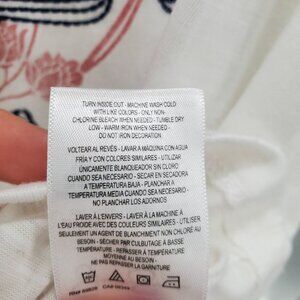 TURN INSIDE OUT - MACHINE WASH COLD
WITH LIKE COLORS - ONLY NON-
CHLORINE BLEACH WHEN NEEDED - TUMBLE DRY
LOW - WARM IRON WHEN NEEDED -
DO NOT IRON DECORATION
VOLTEAR AL REVÉS - LAVAR A MÁQUINA CON AGUA
FRÍA Y CON COLORES SIMILARES - UTILIZAR
ÚNICAMENTE BLANQUEADOR SIN CLORO
CUANDO SEA NECESARIO - SECAR EN SECADORA
A TEMPERATURA BAJA - PLANCHAR A
TEMPERATURA MEDIA CUANDO SEA NECESARIO
/ NO PLANCHAR LOS ADORNOS
LAVER À L'ENVERS - LAVER À LA MACHINE À
L'EAU FROIDE AVEC DES COULEURS SIMILAIRES - UTILISER
SEULEMENT UN AGENT DE BLANCHIMENT NON CHLORÉ AU
BESOIN - SÉCHER PAR CULBUTAGE À BASSE
TEMPÉRATURE - REPASSER À TEMPÉRATURE
MOYENNE AU BESOIN -
NE PAS REPASSER LA GARNITURE
RN#
CA#